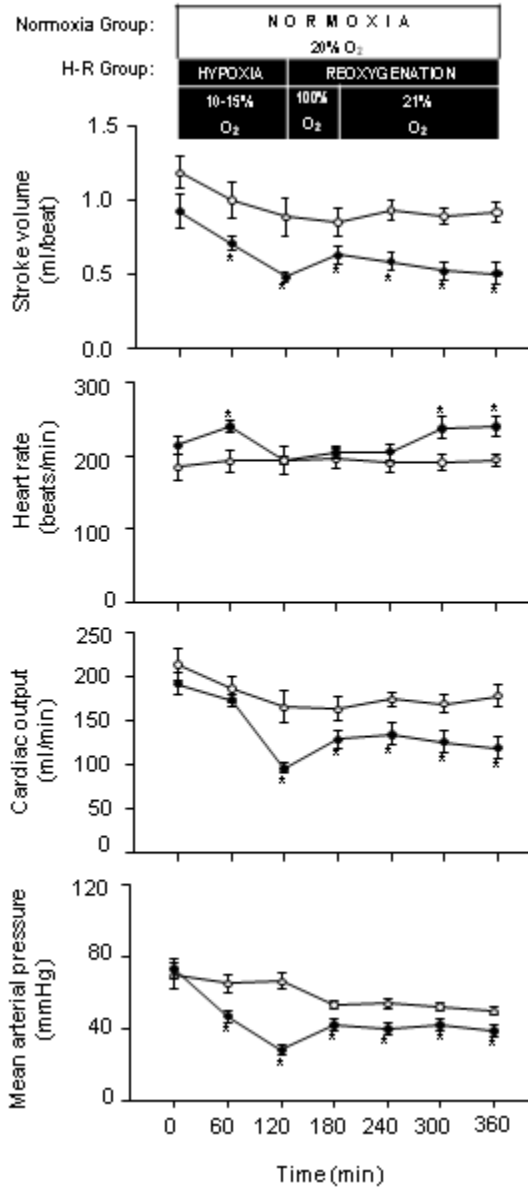 Normoxia Group: NORMOXIA
20% O₂
H-R Group: HYPOXIA REOXYGENATION
10-15% O₂ 100% O₂ 21% O₂
Stroke volume
(ml/beat)
1.5
1.0
0.5
0.0
* * * * * *
Heart rate
(beats/min)
300
200
100
0
* * *
Cardiac output
(ml/min)
250
200
150
100
50
0
* * * * *
Mean arterial pressure
(mmHg)
120
80
40
0
* * * * * *
0 60 120 180 240 300 360
Time (min)